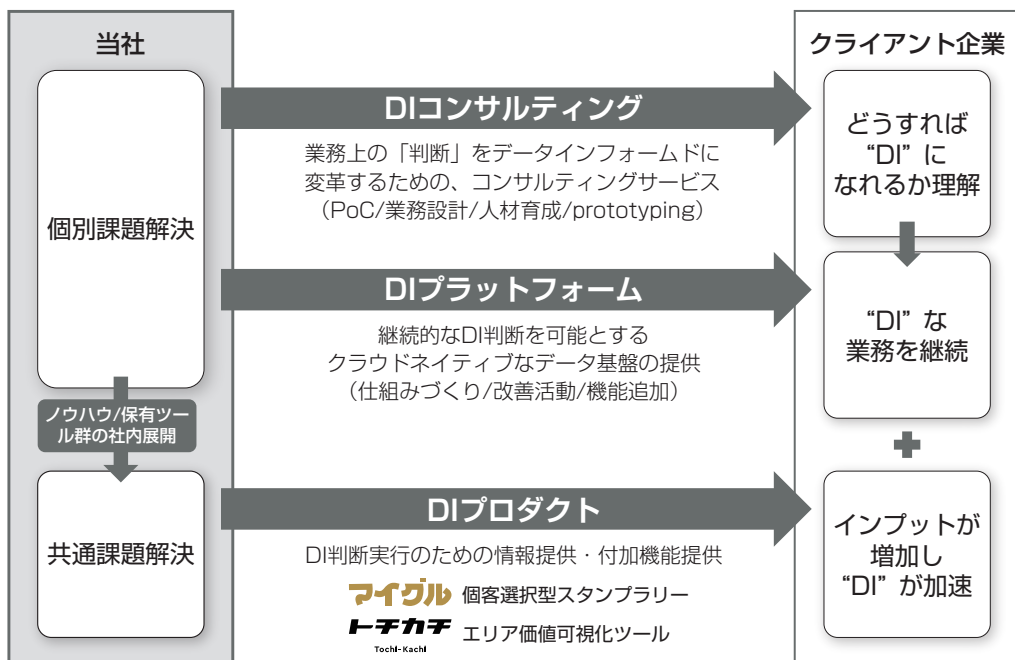 当社
クライアント企業
個別課題解決
DIコンサルティング
業務上の「判断」をデータインフォームドに
変革するための、コンサルティングサービス
（PoC/業務設計/人材育成/prototyping）
どうすれば
“DI”に
なれるか理解
DIプラットフォーム
継続的なDI判断を可能とする
クラウドネイティブなデータ基盤の提供
（仕組みづくり/改善活動/機能追加）
“DI”な
業務を継続
ノウハウ/保有ツー
ル群の社内展開
共通課題解決
DIプロダクト
DI判断実行のための情報提供・付加機能提供
マイグル 個客選択型スタンプラリー
トチカチ エリア価値可視化ツール
Tochi-Kachi
インプットが
増加し
“DI”が加速